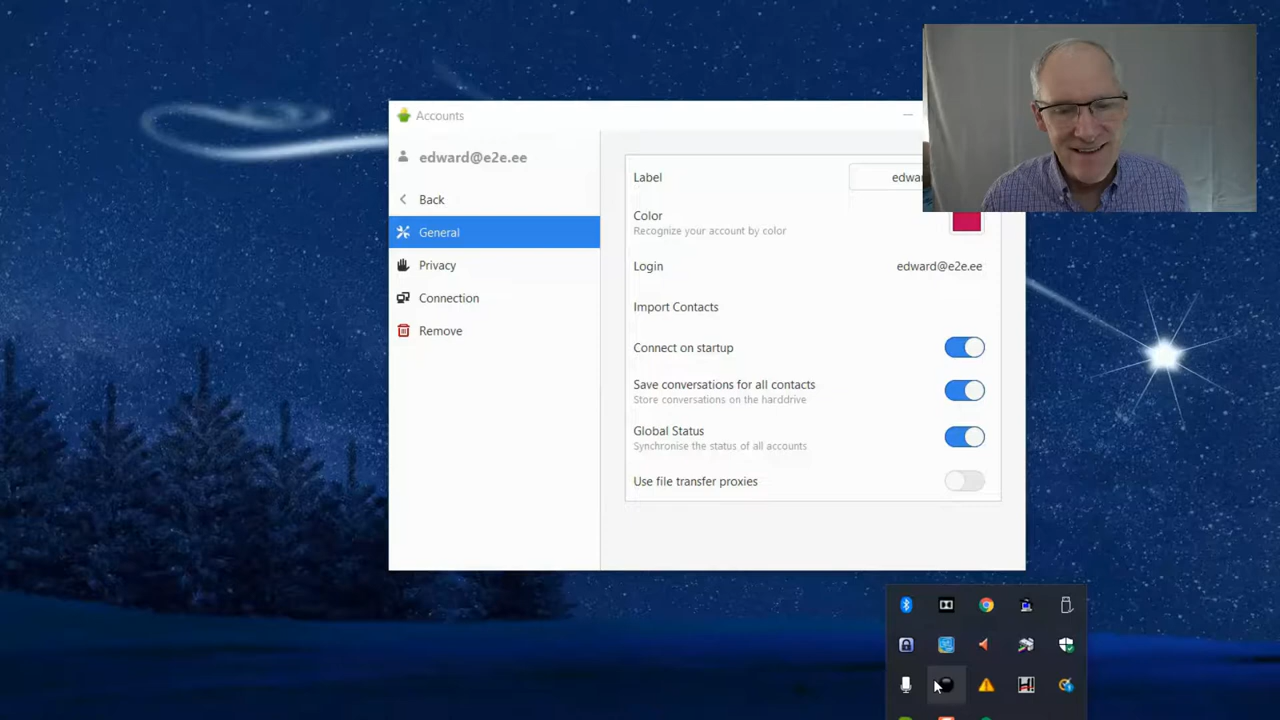 Accounts
edward@e2e.ee
Back
General
Privacy
Connection
Remove
Label
Color
Recognize your account by color
Login
edward@e2e.ee
Import Contacts
Connect on startup
Save conversations for all contacts
Store conversations on the harddrive
Global Status
Synchronise the status of all accounts
Use file transfer proxies